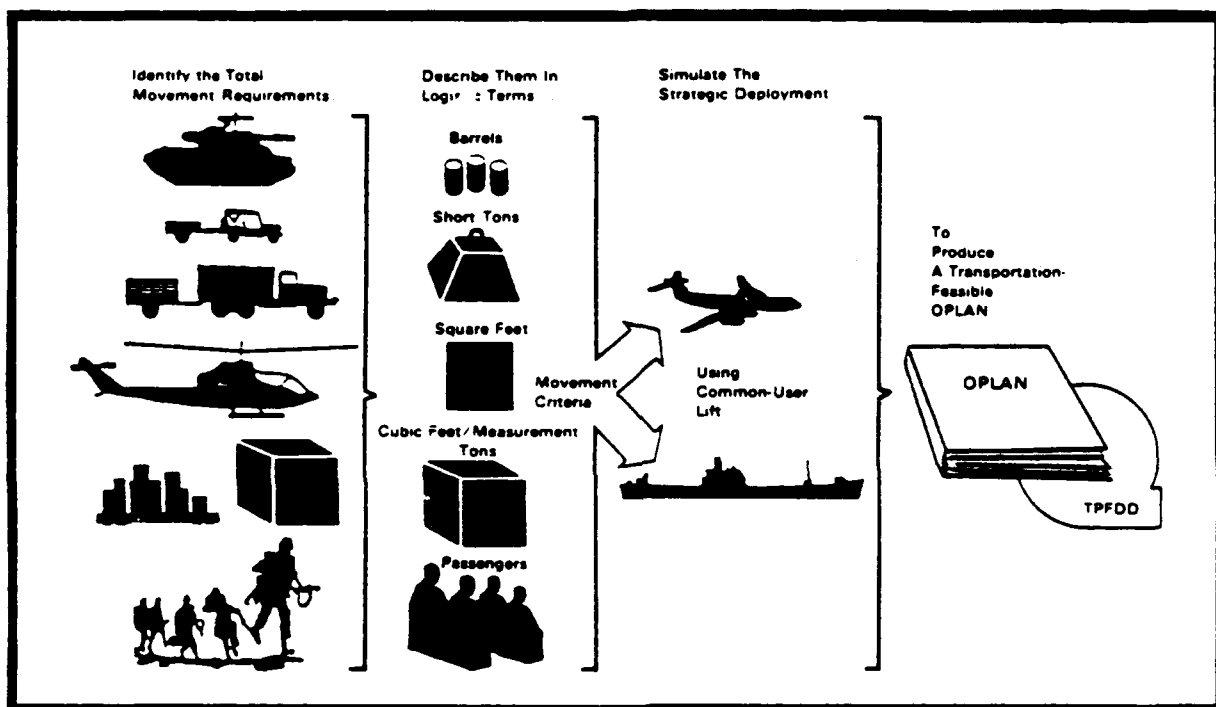 Identify the Total
Movement Requirements
Describe Them In
Terms
Simulate The
Strategic Deployment
Barrels
Short Tons
Square Feet
Movement
Criteria
Cubic Feet/Measurement
Tons
Passengers
Using
Common-User
Lift
To
Produce
A Transportation-
Feasible
OPLAN
OPLAN
TPFDD